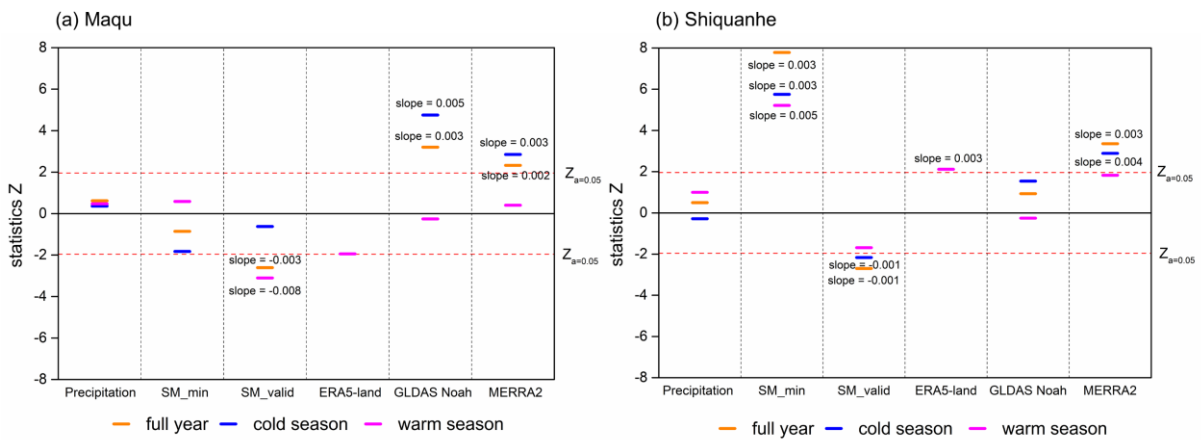 (a) Maqu
statistics Z
8
6
4
2
0
-2
-4
-6
-8
slope = 0.005
slope = 0.003
slope = 0.003
slope = 0.002
Za=0.05
slope = -0.003
slope = -0.008
Za=0.05
Precipitation SM_min SM_valid ERA5-land GLDAS Noah MERRA2
full year cold season warm season
(b) Shiquanhe
statistics Z
8
6
4
2
0
-2
-4
-6
-8
slope = 0.003
slope = 0.003
slope = 0.005
slope = 0.003
slope = 0.003
slope = 0.004
Za=0.05
slope = -0.001
slope = -0.001
Za=0.05
Precipitation SM_min SM_valid ERA5-land GLDAS Noah MERRA2
full year cold season warm season